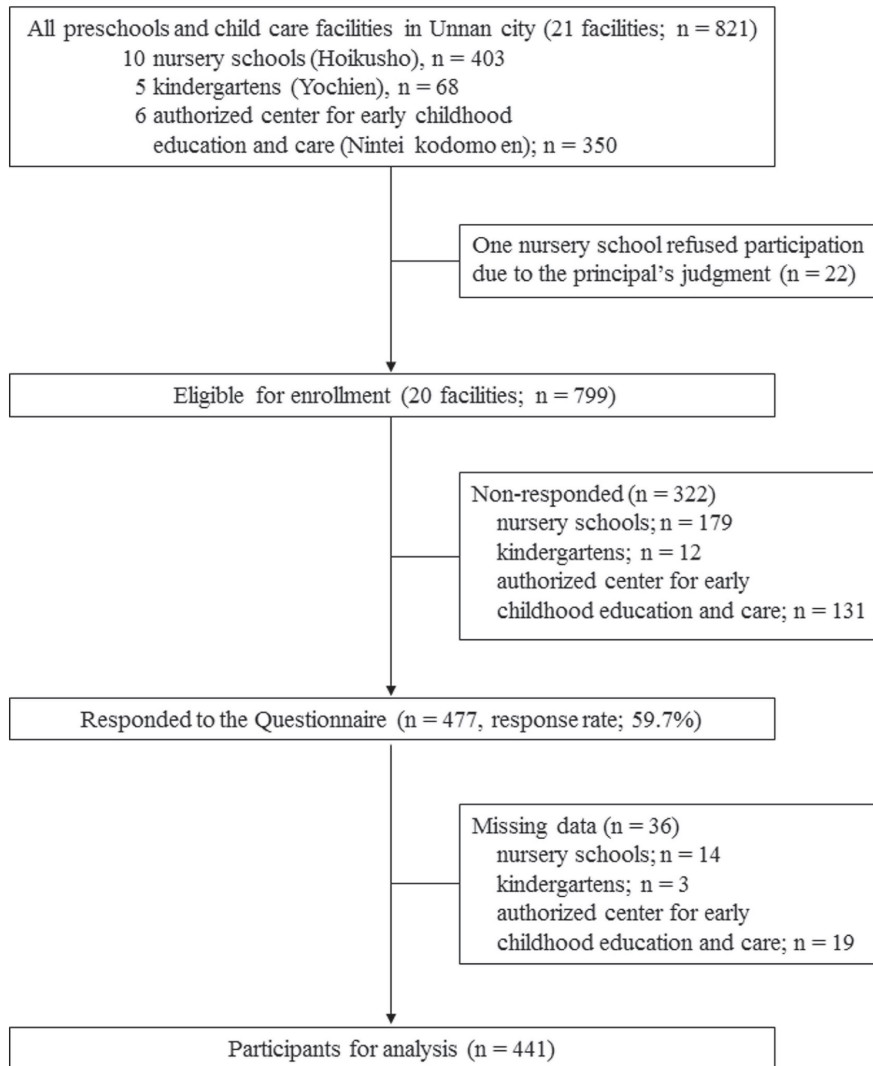 All preschools and child care facilities in Unnan city (21 facilities; n = 821)
10 nursery schools (Hoikusho), n = 403
5 kindergartens (Yochien), n = 68
6 authorized center for early childhood
education and care (Nintei kodomo en); n = 350
One nursery school refused participation
due to the principal's judgment (n = 22)
Eligible for enrollment (20 facilities; n = 799)
Non-responded (n = 322)
nursery schools; n = 179
kindergartens; n = 12
authorized center for early
childhood education and care; n = 131
Responded to the Questionnaire (n = 477, response rate; 59.7%)
Missing data (n = 36)
nursery schools; n = 14
kindergartens; n = 3
authorized center for early
childhood education and care; n = 19
Participants for analysis (n = 441)